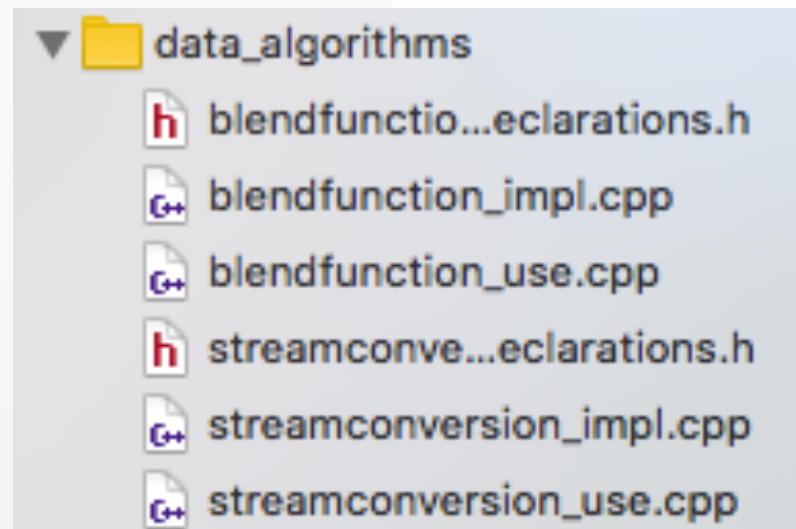 data_algorithms
h blendfunctio...eclarations.h
C++ blendfunction_impl.cpp
C++ blendfunction_use.cpp
h streamconve...eclarations.h
C++ streamconversion_impl.cpp
C++ streamconversion_use.cpp